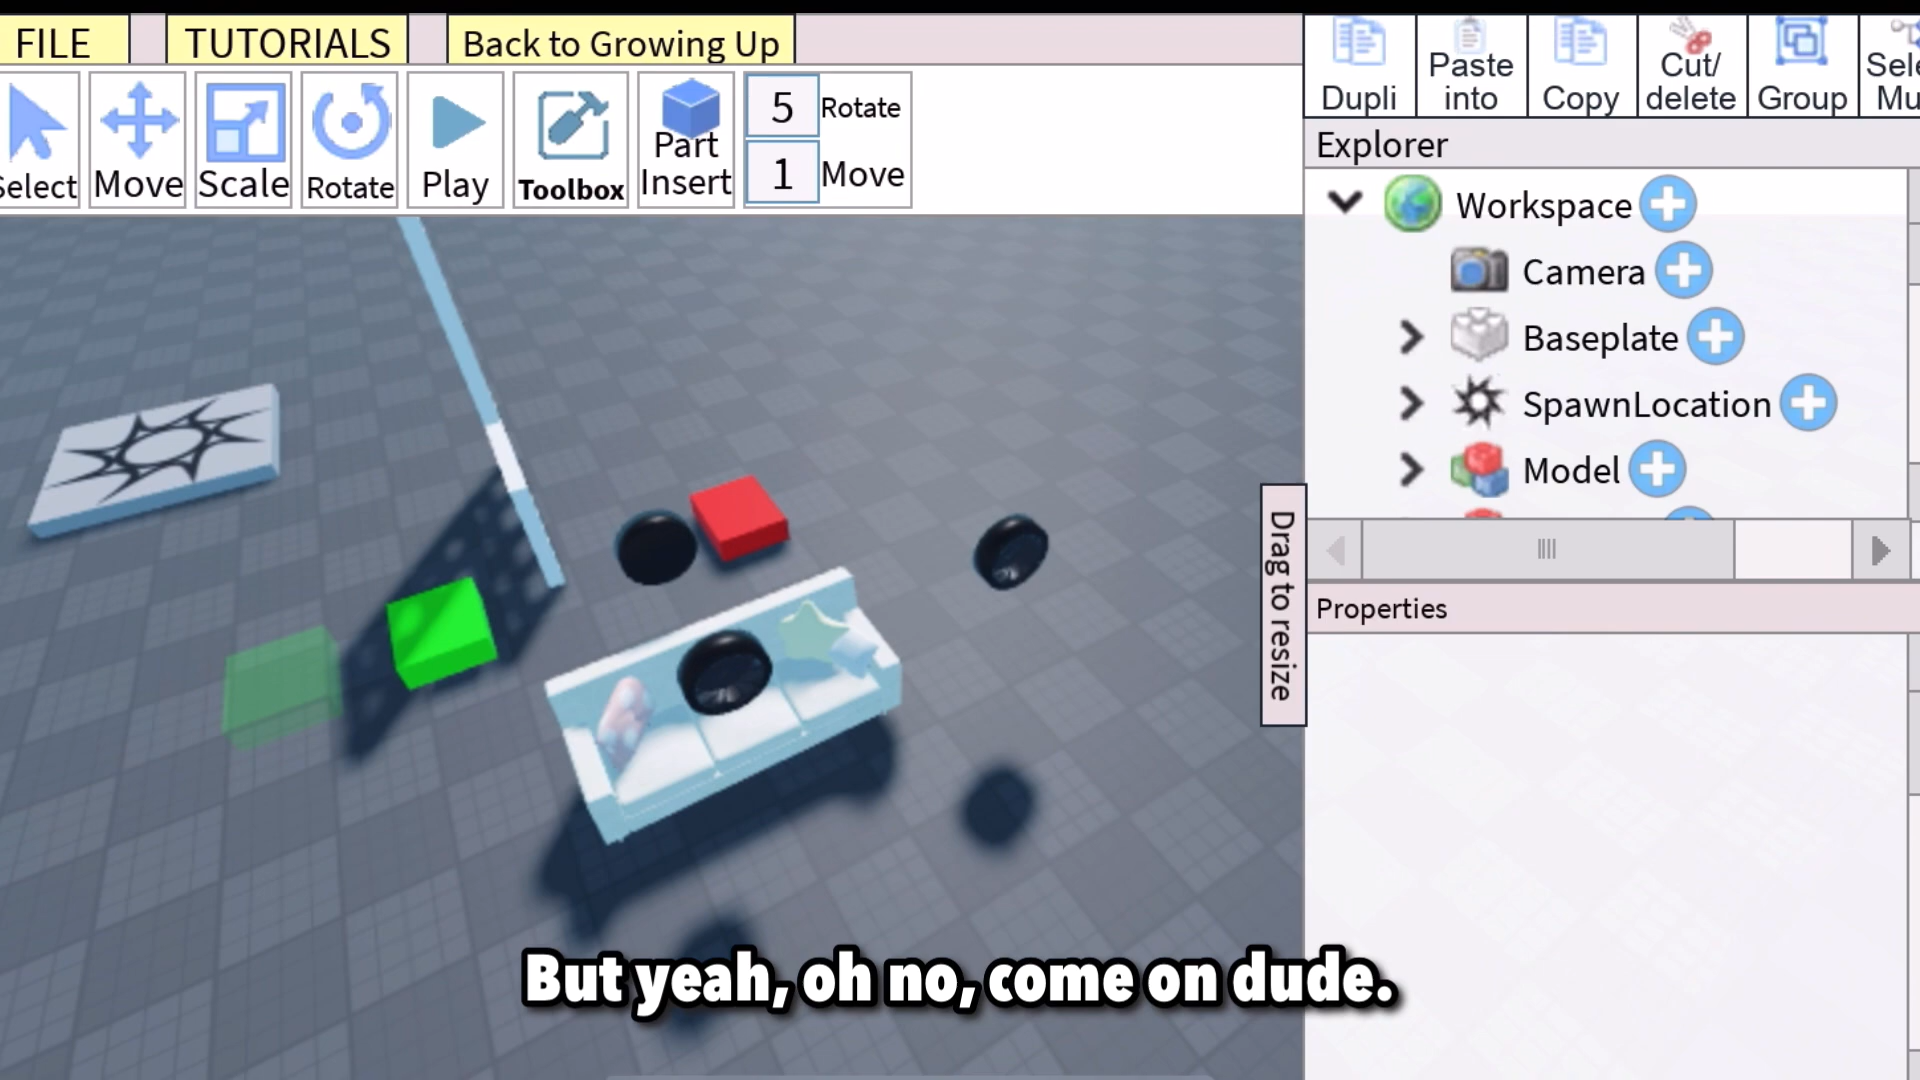 FILE
TUTORIALS
Back to Growing Up
Select
Move
Scale
Rotate
Play
Toolbox
Part
Insert
5 Rotate
1 Move
Dupli
Paste
into
Copy
Cut/
delete
Group
Sele
Mu
Explorer
Workspace
Camera
Baseplate
SpawnLocation
Model
Drag to resize
Properties
But yeah, oh no, come on dude.